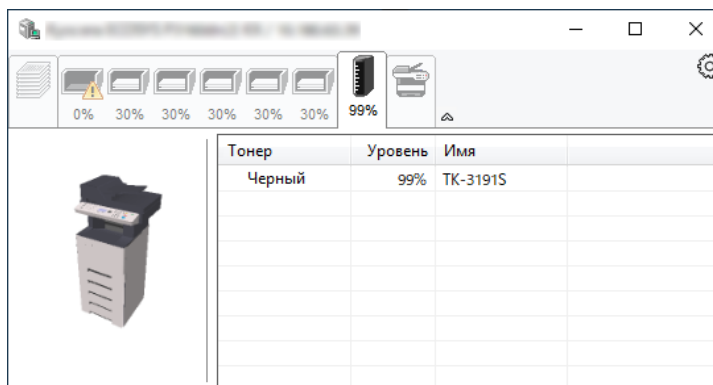 0% 30% 30% 30% 30% 30% 99%
Тонер Уровень Имя
Черный 99% TK-3191S